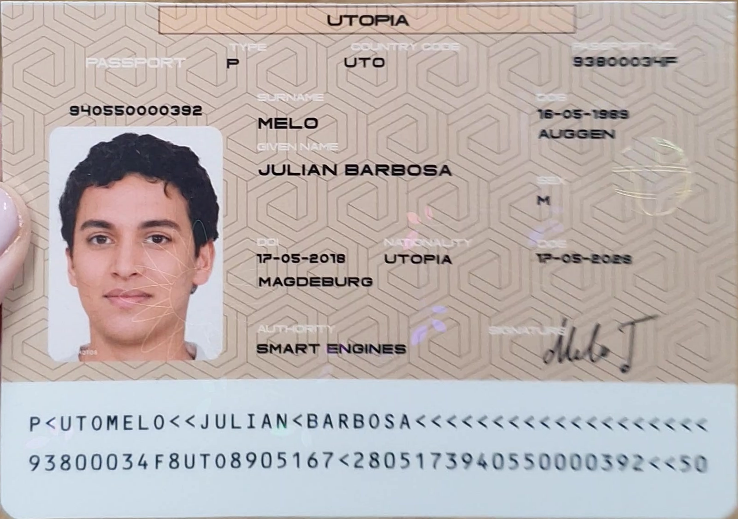 UTOPIA
PASSPORT TYPE COUNTRY CODE PASSPORT NO.
P UTO 93800034F
940550000392
SURNAME DOB
MELO 16-05-1989
AUGGEN
GIVEN NAME
JULIAN BARBOSA
SEX
M
DOI NATIONALITY DOE
17-05-2018 UTOPIA 17-05-2028
MAGDEBURG
AUTHORITY SIGNATURE
SMART ENGINES Melo J
P<UTOMELO<<JULIAN<BARBOSA<<<<<<<<<<<<<<<<<<<
93800034F8UTO8905167<2805173940550000392<<50